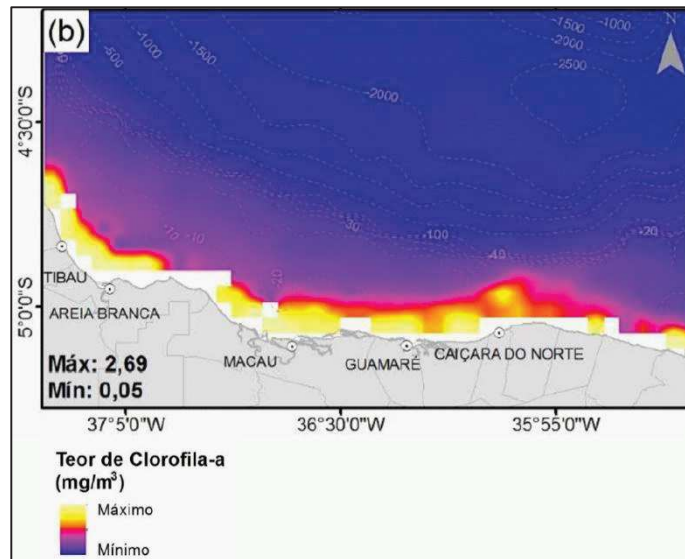 (b)
N
-1000
-1500
-2000
-2500
-1000
-1500
-500
-2000
4°30'0"S
-30
-100
-40
-20
-10
-10
5°0'0"S
TIBAU
AREIA BRANCA
MACAU
GUAMARÉ
CAIÇARA DO NORTE
Máx: 2,69
Mín: 0,05
37°5'0"W
36°30'0"W
35°55'0"W
Teor de Clorofila-a
(mg/m³)
Máximo
Mínimo